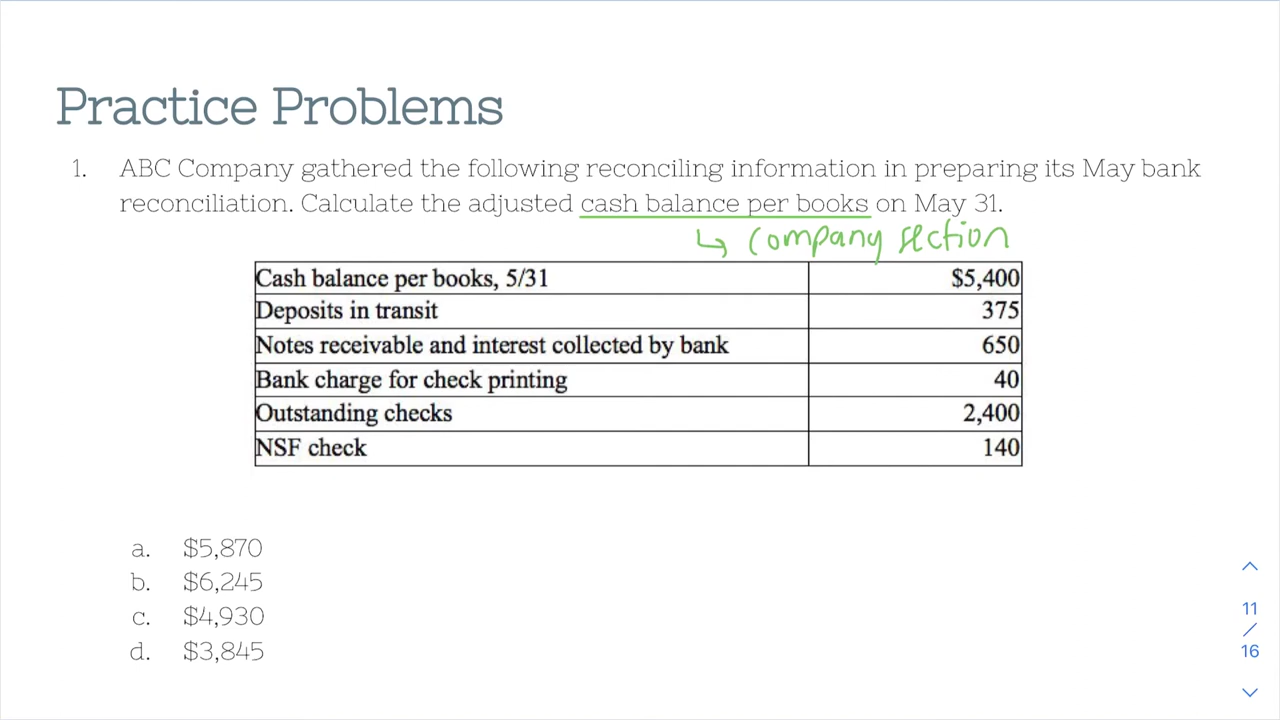 Practice Problems
1. ABC Company gathered the following reconciling information in preparing its May bank
reconciliation. Calculate the adjusted cash balance per books on May 31.
↳ Company section
Cash balance per books, 5/31 $5,400
Deposits in transit 375
Notes receivable and interest collected by bank 650
Bank charge for check printing 40
Outstanding checks 2,400
NSF check 140
a. $5,870
b. $6,245
c. $4,930
d. $3,845
11
/
16